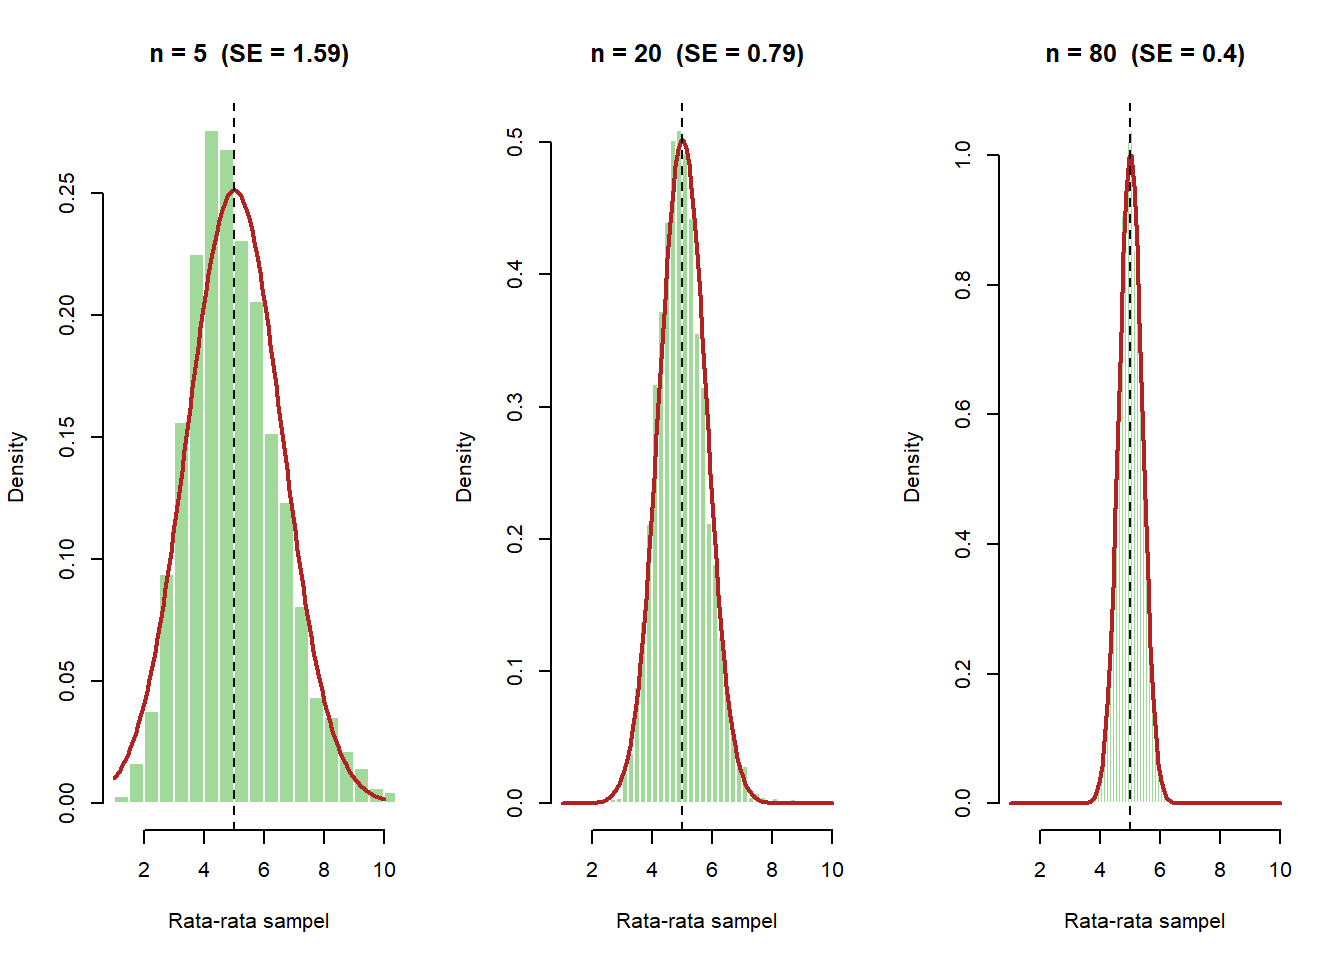 n = 5  (SE = 1.59)
Density
0.00
0.05
0.10
0.15
0.20
0.25
2 4 6 8 10
Rata-rata sampel
n = 20  (SE = 0.79)
Density
0.0
0.1
0.2
0.3
0.4
0.5
2 4 6 8 10
Rata-rata sampel
n = 80  (SE = 0.4)
Density
0.0
0.2
0.4
0.6
0.8
1.0
2 4 6 8 10
Rata-rata sampel